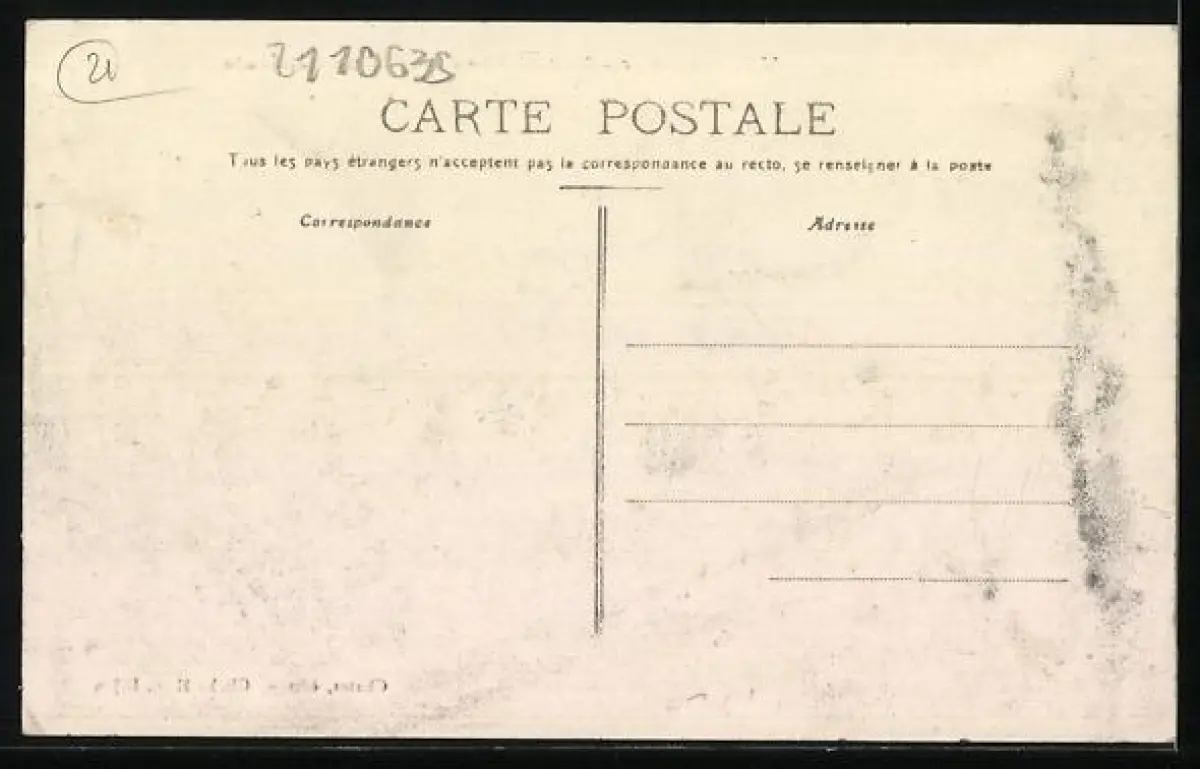 21
2110635
CARTE POSTALE
Tous les pays étrangers n'acceptent pas la correspondance au recto, se renseigner à la poste
Correspondance
Adresse